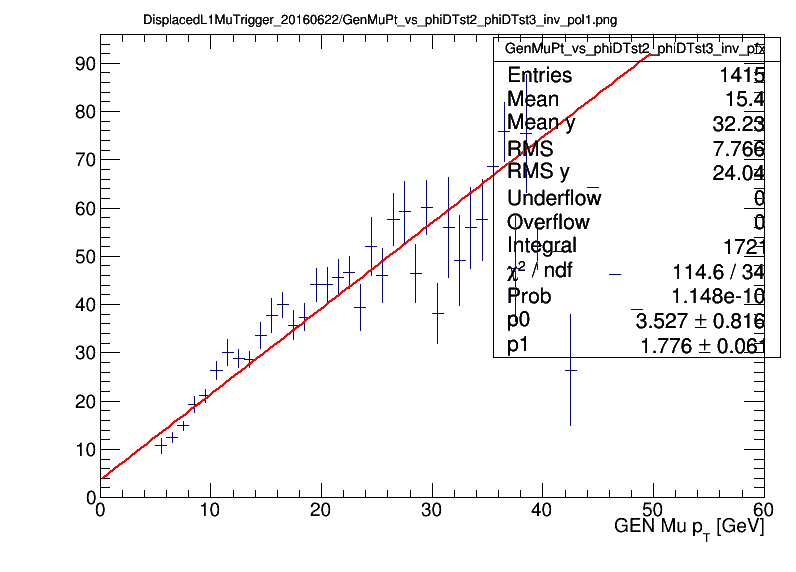 DisplacedL1MuTrigger_20160622/GenMuPt_vs_phiDTst2_phiDTst3_inv_pol1.png
GenMuPt_vs_phiDTst2_phiDTst3_inv_pfx
Entries 1415
Mean 15.4
Mean y 32.23
RMS 7.766
RMS y 24.04
Underflow 0
Overflow 0
Integral 1721
χ² / ndf 114.6 / 34
Prob 1.148e-10
p0 3.527 ± 0.816
p1 1.776 ± 0.061
90
80
70
60
50
40
30
20
10
0
0 10 20 30 40 50 60
GEN Mu p_T [GeV]